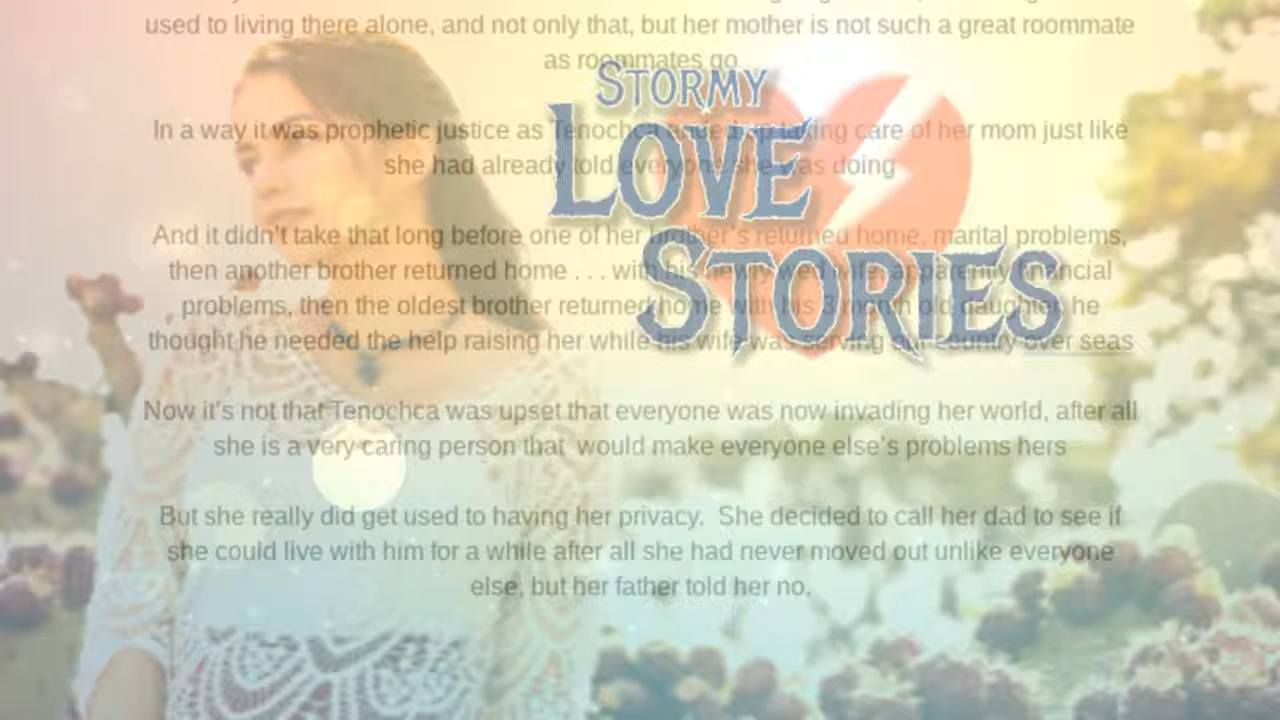 used to living there alone, and not only that, but her mother is not such a great roommate
as roommates go
STORMY
LOVE
STORIES
In a way it was prophetic justice as Tenochca taking care of her mom just like
she had already told everyone she was doing
And it didn't take that long before one of her brother's returned home, marital problems,
then another brother returned home . . . with his newly wed wife, apparently financial
problems, then the oldest brother returned home with his 3 month old daughter he
thought he needed the help raising her while his wife was serving our country over seas
Now it's not that Tenochca was upset that everyone was now invading her world, after all
she is a very caring person that would make everyone else's problems hers
But she really did get used to having her privacy. She decided to call her dad to see if
she could live with him for a while after all she had never moved out unlike everyone
else, but her father told her no.